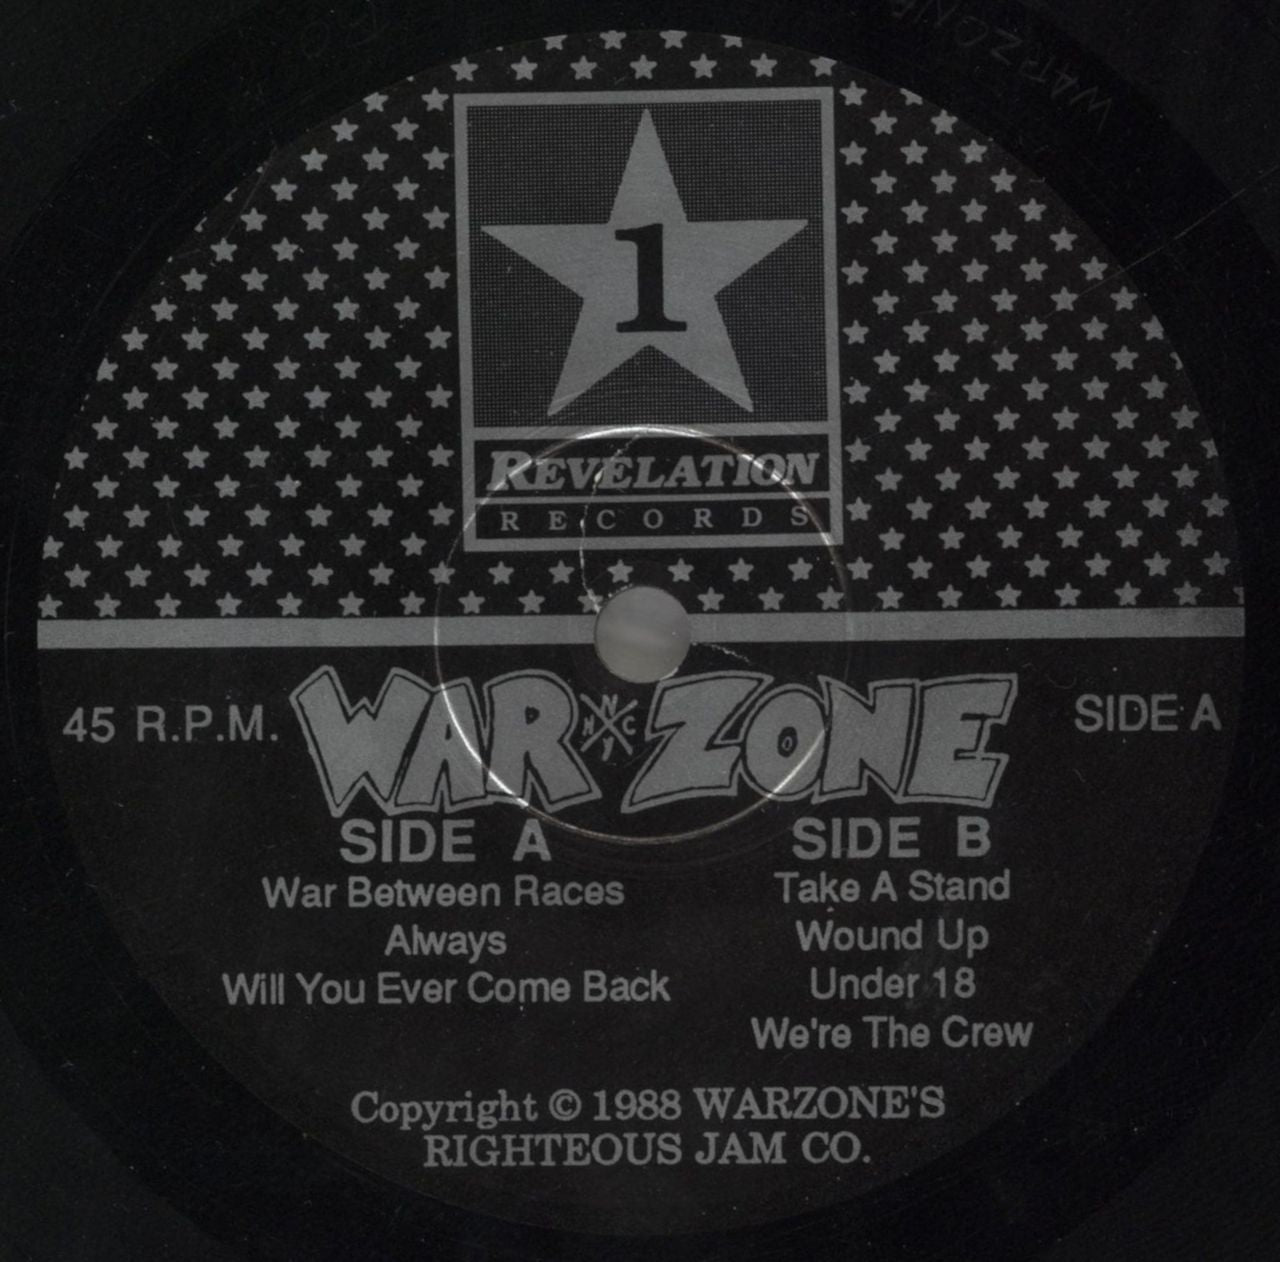 1
REVELATION
RECORDS
45 R.P.M.
WAR NYHC ZONE
SIDE A
SIDE A
War Between Races
Always
Will You Ever Come Back
SIDE B
Take A Stand
Wound Up
Under 18
We're The Crew
Copyright © 1988 WARZONE'S
RIGHTEOUS JAM CO.